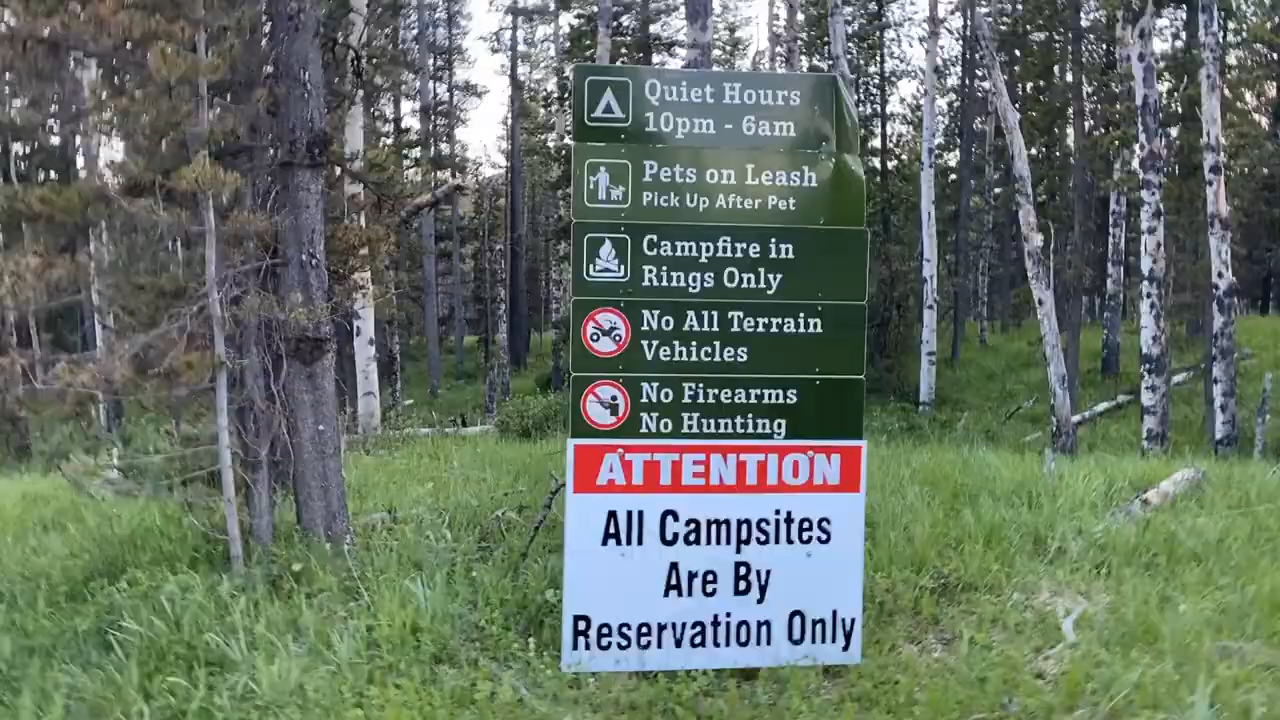 Quiet Hours
10pm - 6am
Pets on Leash
Pick Up After Pet
Campfire in
Rings Only
No All Terrain
Vehicles
No Firearms
No Hunting
ATTENTION
All Campsites
Are By
Reservation Only